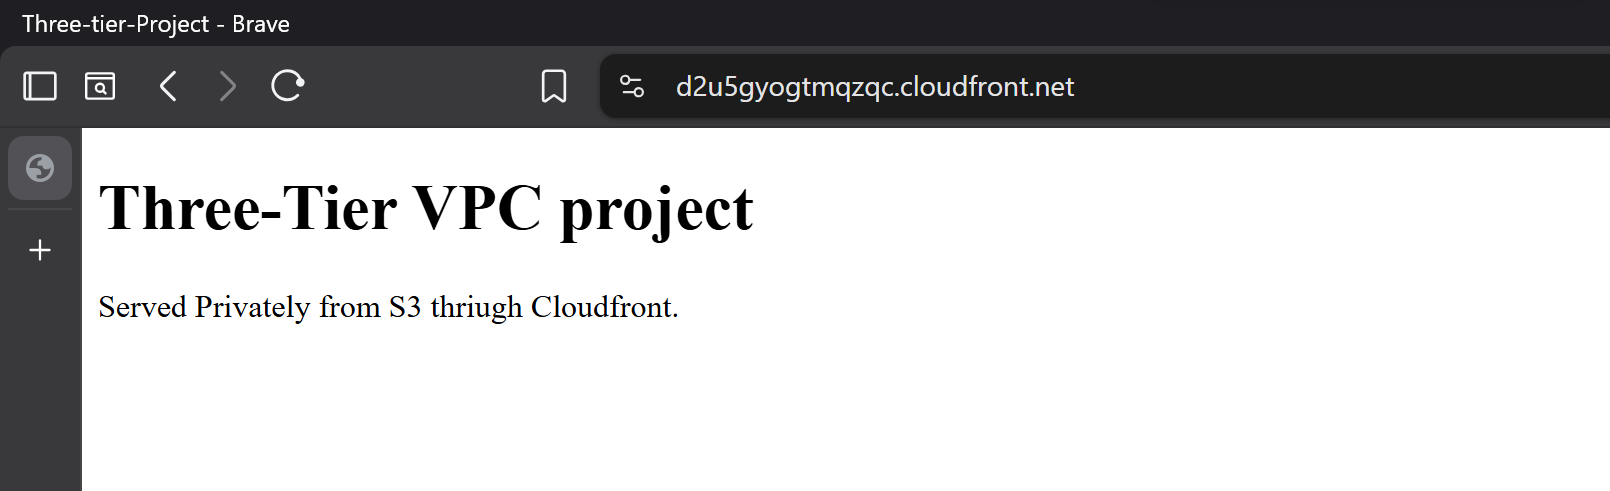 Three-tier-Project - Brave
d2u5gyogtmqzqc.cloudfront.net
Three-Tier VPC project
Served Privately from S3 thriugh Cloudfront.